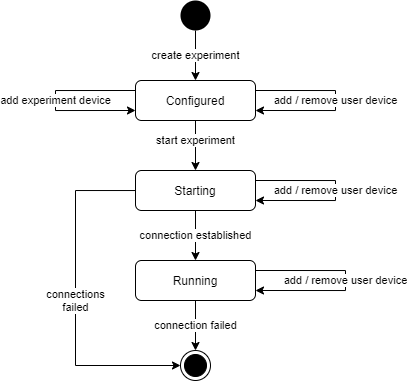 create experiment
add experiment device
Configured
add / remove user device
start experiment
Starting
add / remove user device
connection established
Running
add / remove user device
connections
failed
connection failed